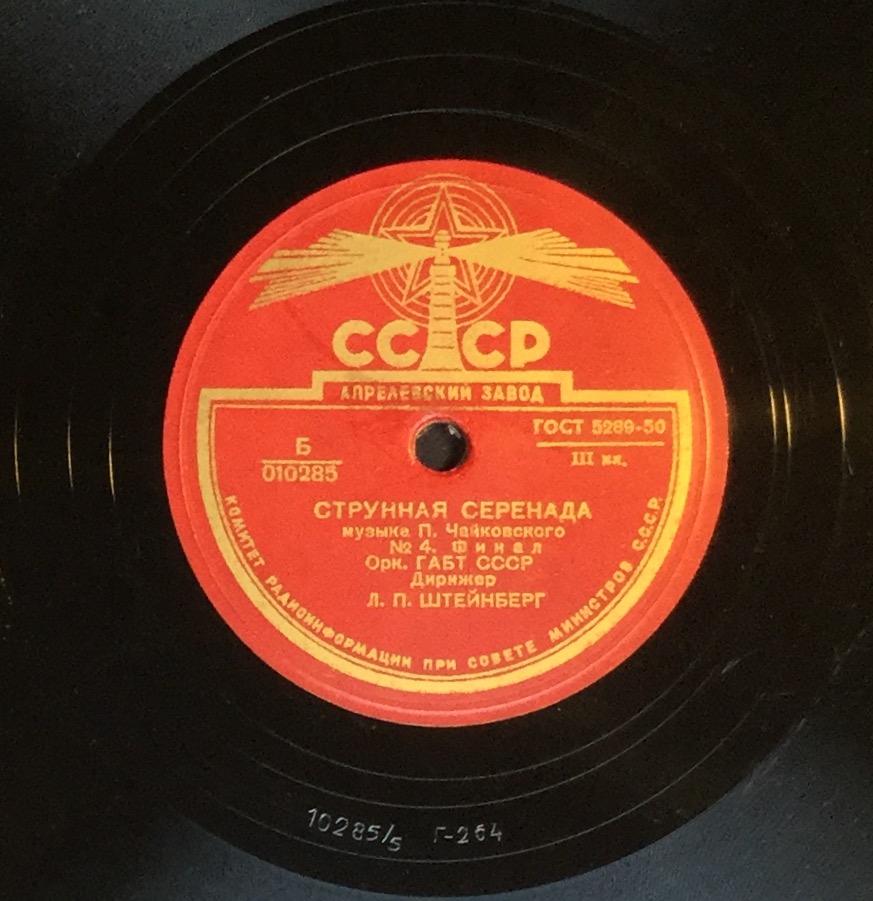 СССР
АПРЕЛЕВСКИЙ ЗАВОД
Б
010285
ГОСТ 5289-50
III кл.
СТРУННАЯ СЕРЕНАДА
музыка П. Чайковского
№ 4. Финал
Орк. ГАБТ СССР
Дирижер
Л. П. ШТЕЙНБЕРГ
КОМИТЕТ РАДИОИНФОРМАЦИИ ПРИ СОВЕТЕ МИНИСТРОВ С.С.С.Р.
10285/5 Г-264